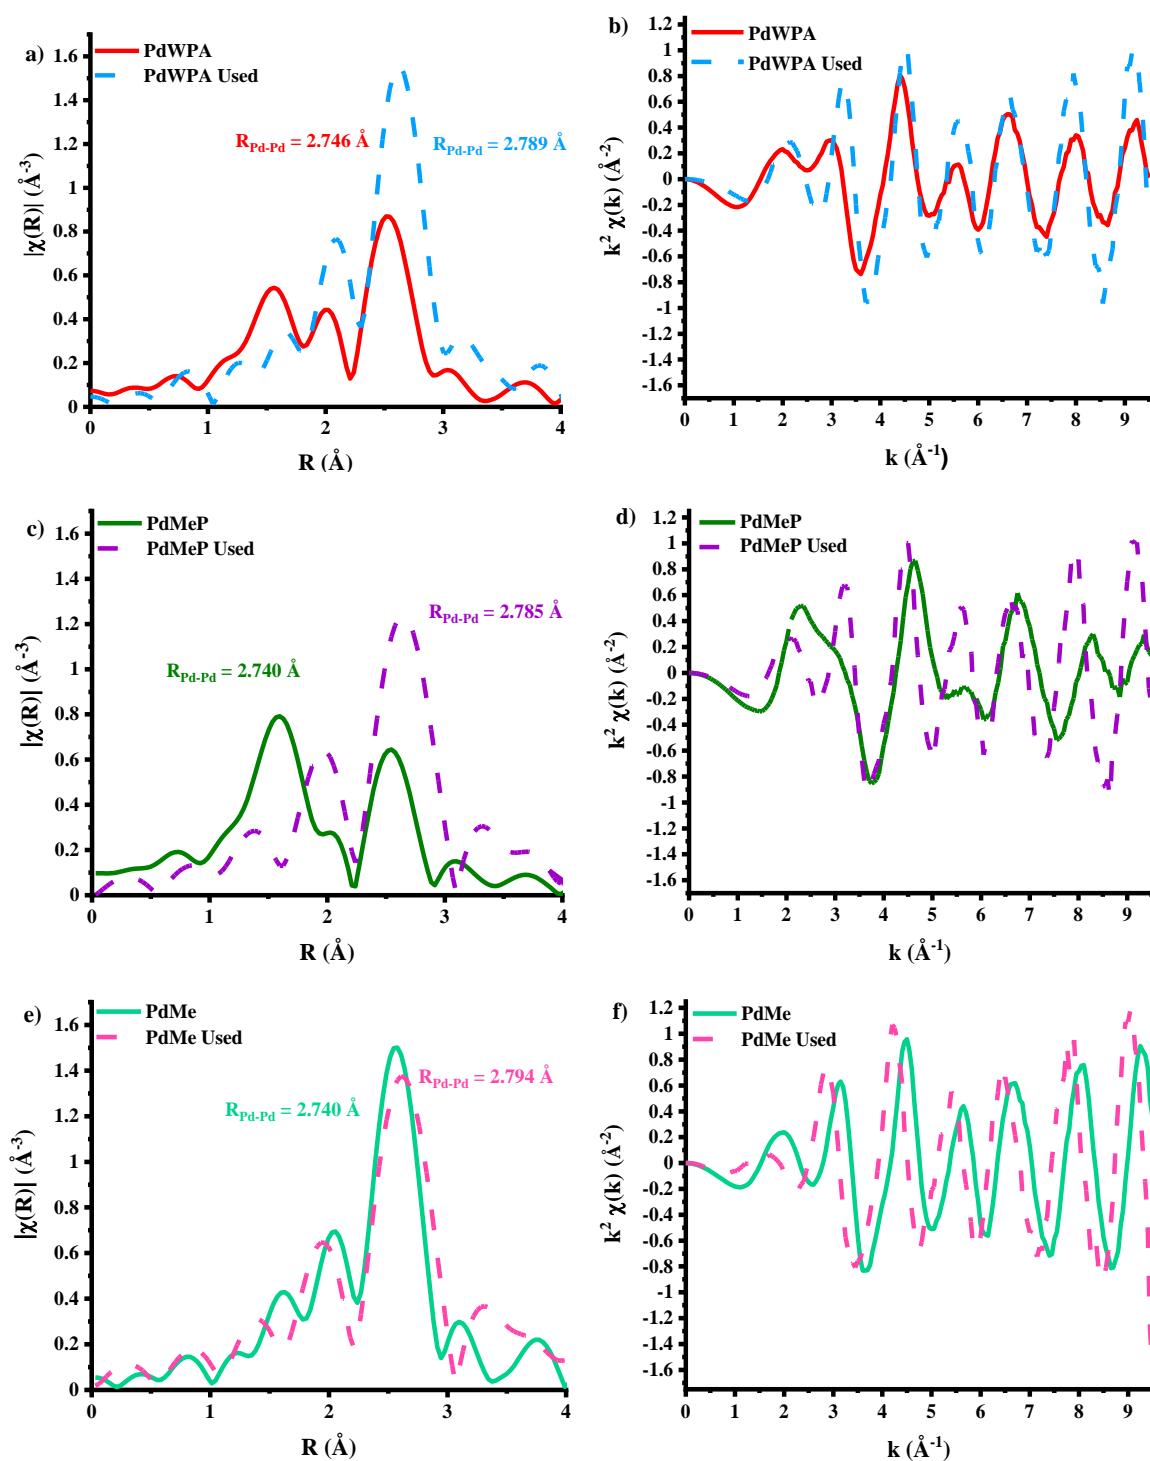 a)
PdWPA
PdWPA Used
R_Pd-Pd = 2.746 Å
R_Pd-Pd = 2.789 Å
|χ(R)| (Å⁻³)
1.6
1.4
1.2
1
0.8
0.6
0.4
0.2
0
0 1 2 3 4
R (Å)
b)
PdWPA
PdWPA Used
k² χ(k) (Å⁻²)
1.2
1
0.8
0.6
0.4
0.2
0
-0.2
-0.4
-0.6
-0.8
-1
-1.2
-1.4
-1.6
0 1 2 3 4 5 6 7 8 9
k (Å⁻¹)
c)
PdMeP
PdMeP Used
R_Pd-Pd = 2.785 Å
R_Pd-Pd = 2.740 Å
|χ(R)| (Å⁻³)
1.6
1.4
1.2
1
0.8
0.6
0.4
0.2
0
0 1 2 3 4
R (Å)
d)
PdMeP
PdMeP Used
k² χ(k) (Å⁻²)
1.2
1
0.8
0.6
0.4
0.2
0
-0.2
-0.4
-0.6
-0.8
-1
-1.2
-1.4
-1.6
0 1 2 3 4 5 6 7 8 9
k (Å⁻¹)
e)
PdMe
PdMe Used
R_Pd-Pd = 2.794 Å
R_Pd-Pd = 2.740 Å
|χ(R)| (Å⁻³)
1.6
1.4
1.2
1
0.8
0.6
0.4
0.2
0
0 1 2 3 4
R (Å)
f)
PdMe
PdMe Used
k² χ(k) (Å⁻²)
1.2
1
0.8
0.6
0.4
0.2
0
-0.2
-0.4
-0.6
-0.8
-1
-1.2
-1.4
-1.6
0 1 2 3 4 5 6 7 8 9
k (Å⁻¹)